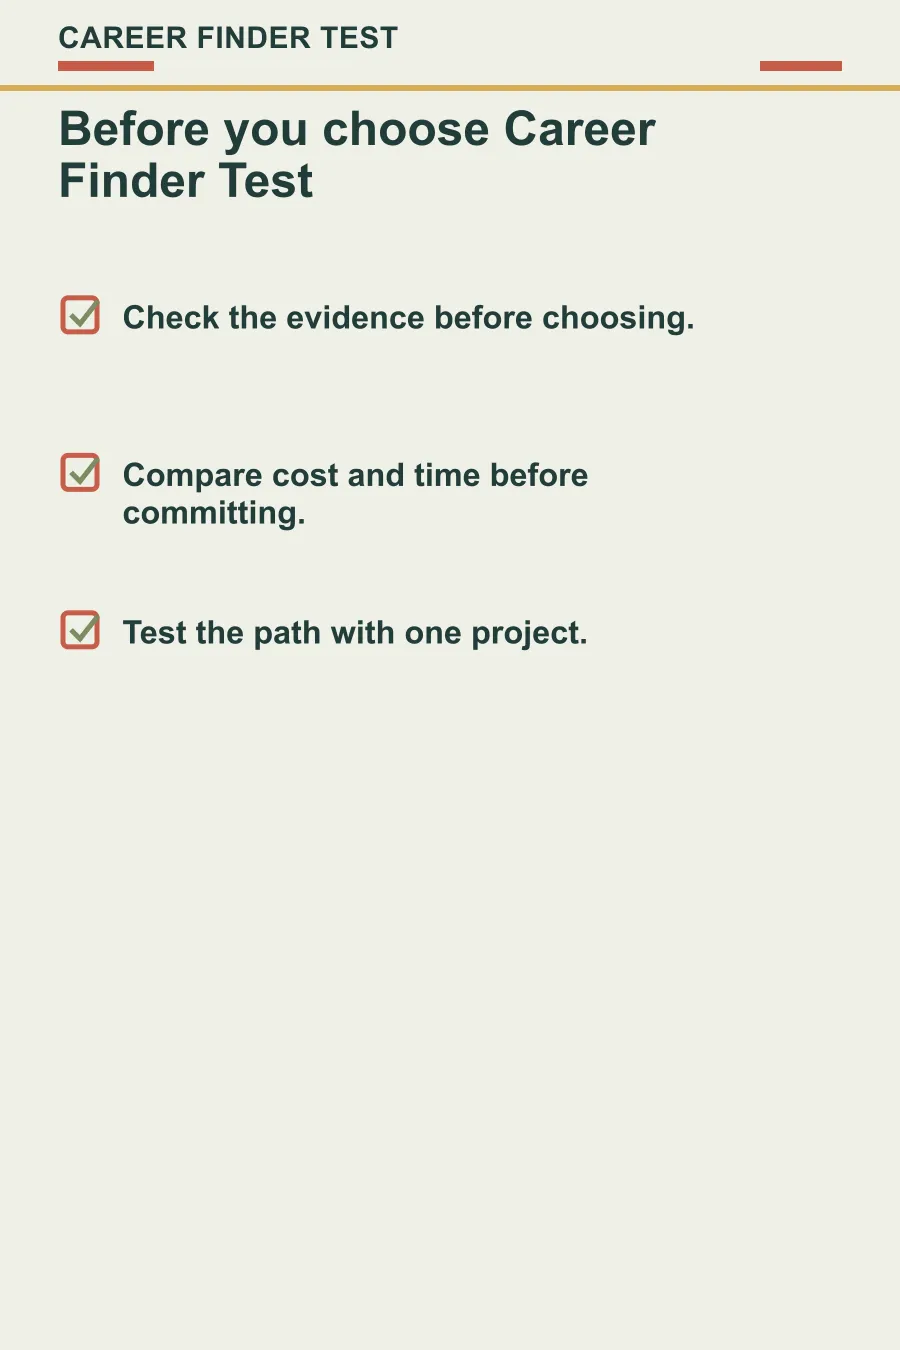 CAREER FINDER TEST
Before you choose Career
Finder Test
Check the evidence before choosing.
Compare cost and time before
committing.
Test the path with one project.